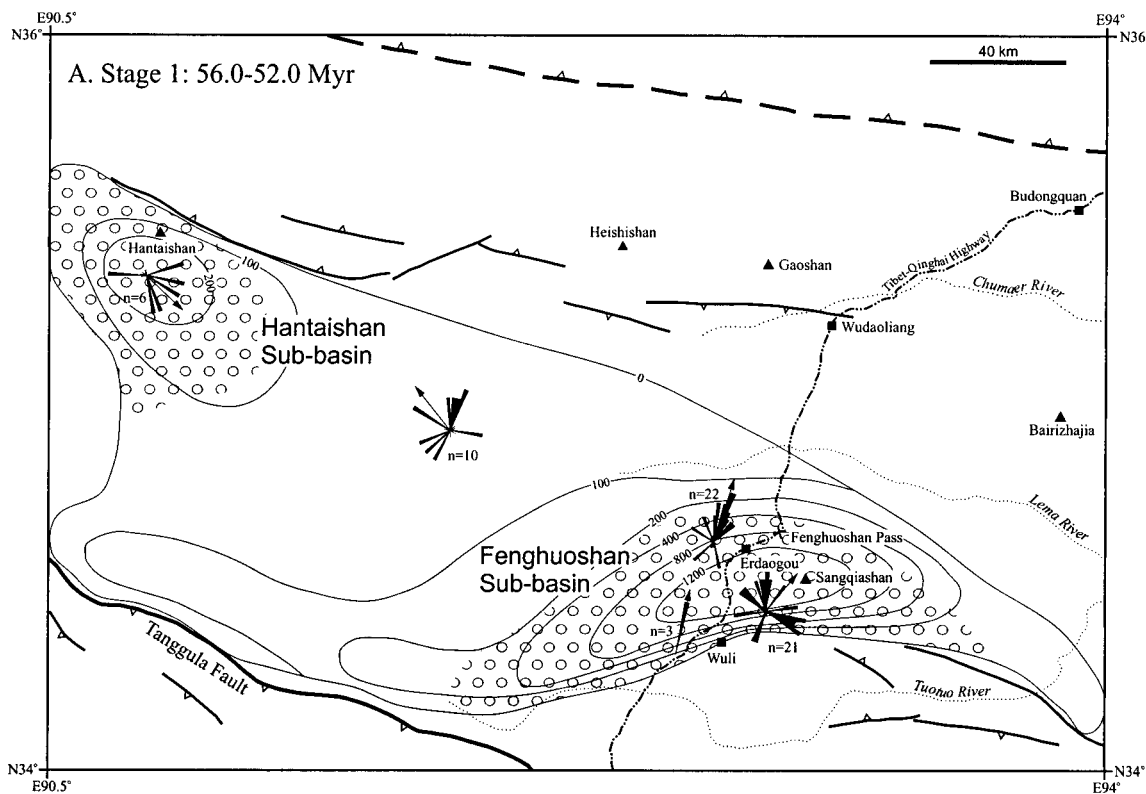 E90.5°
E94°
N36°
N36
40 km
A. Stage 1: 56.0-52.0 Myr
Budongquan
Heishishan
Hantaishan
100
Gaoshan
Tibet-Qinghai Highway
200
Chumaer River
n=6
Wudaoliang
Hantaishan
Sub-basin
0
Bairizhajia
n=10
100
n=22
Lema River
200
400
Fenghuoshan Pass
Fenghuoshan
Sub-basin
800
Erdaogou
1200
Sangqiashan
n=3
Wuli
n=21
Tanggula Fault
Tuotuo River
N34°
N34°
E90.5°
E94°